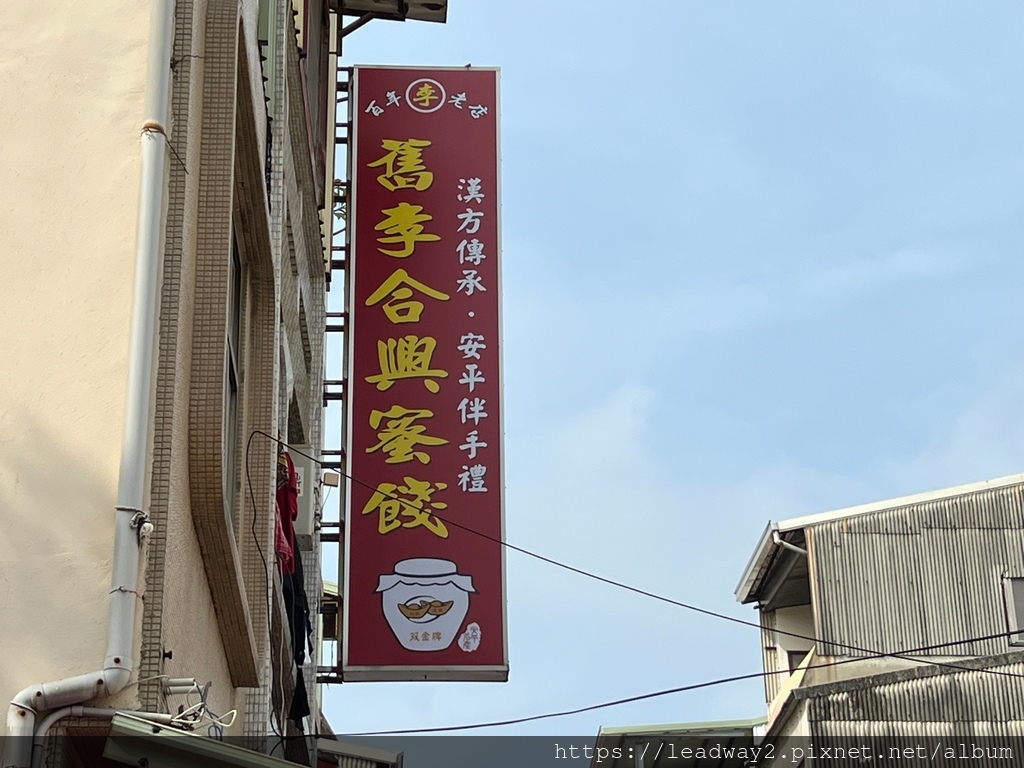 百年 李 老店
漢方傳承・安平伴手禮
舊李合興蜜餞
双金牌
https://leadway2.pixnet.net/album